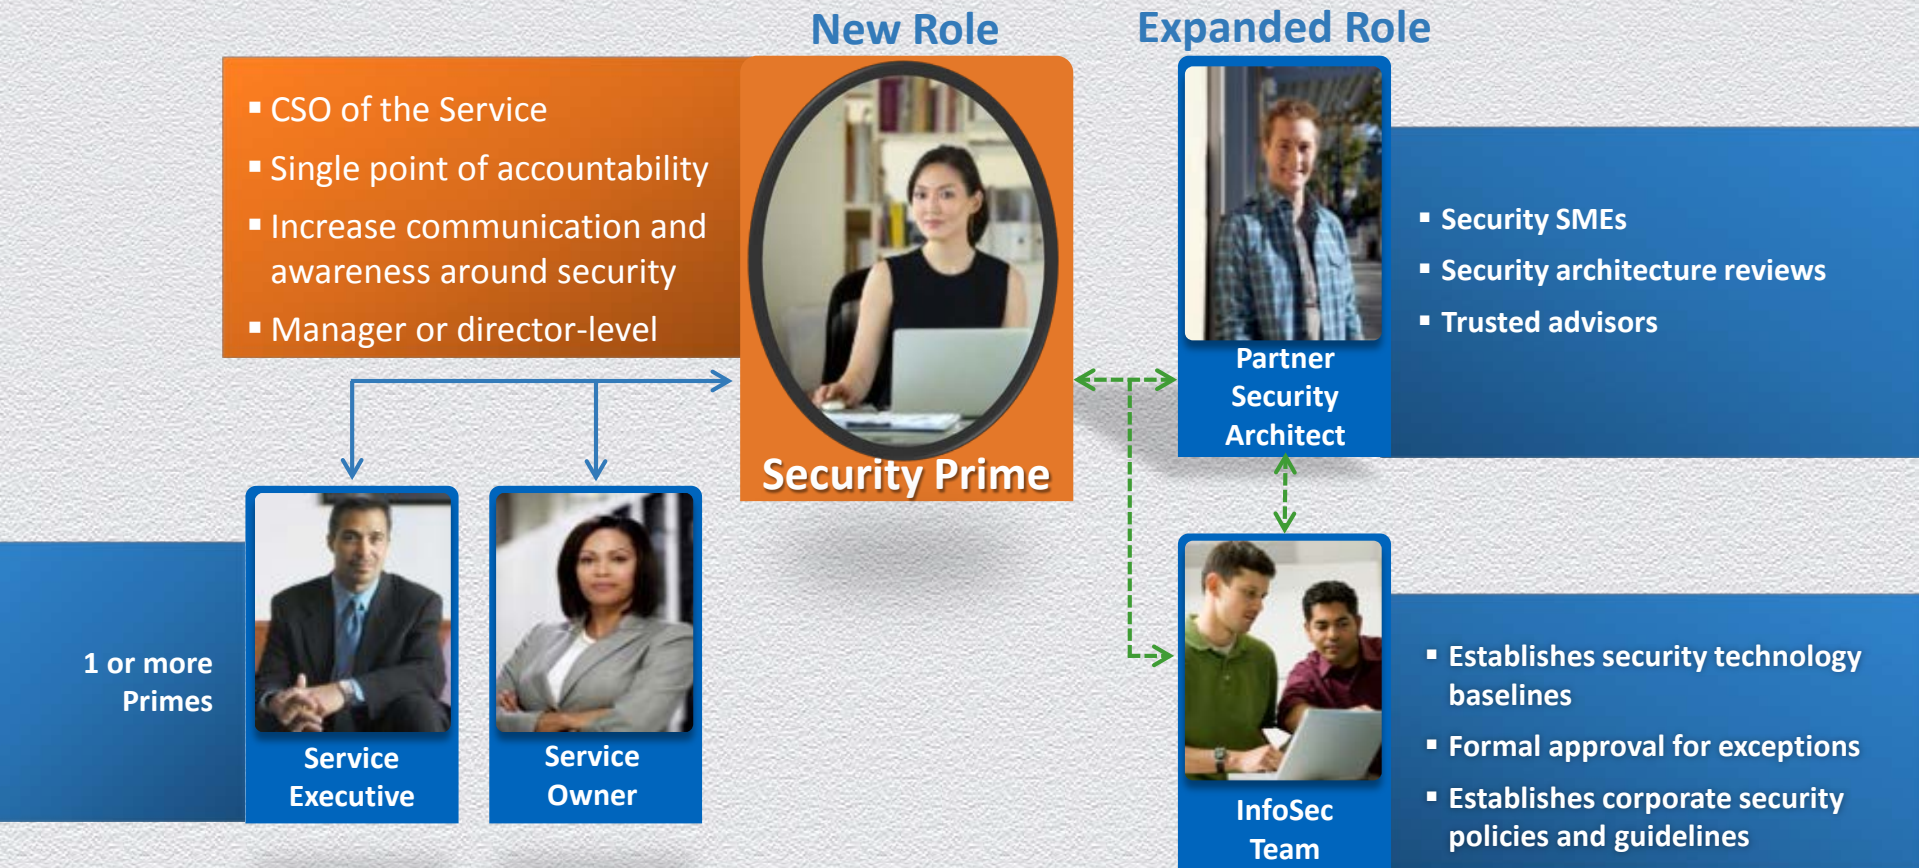 New Role
Expanded Role
▪ CSO of the Service
▪ Single point of accountability
▪ Increase communication and
awareness around security
▪ Manager or director-level
Security Prime
Partner
Security
Architect
▪ Security SMEs
▪ Security architecture reviews
▪ Trusted advisors
1 or more
Primes
Service
Executive
Service
Owner
InfoSec
Team
▪ Establishes security technology
baselines
▪ Formal approval for exceptions
▪ Establishes corporate security
policies and guidelines